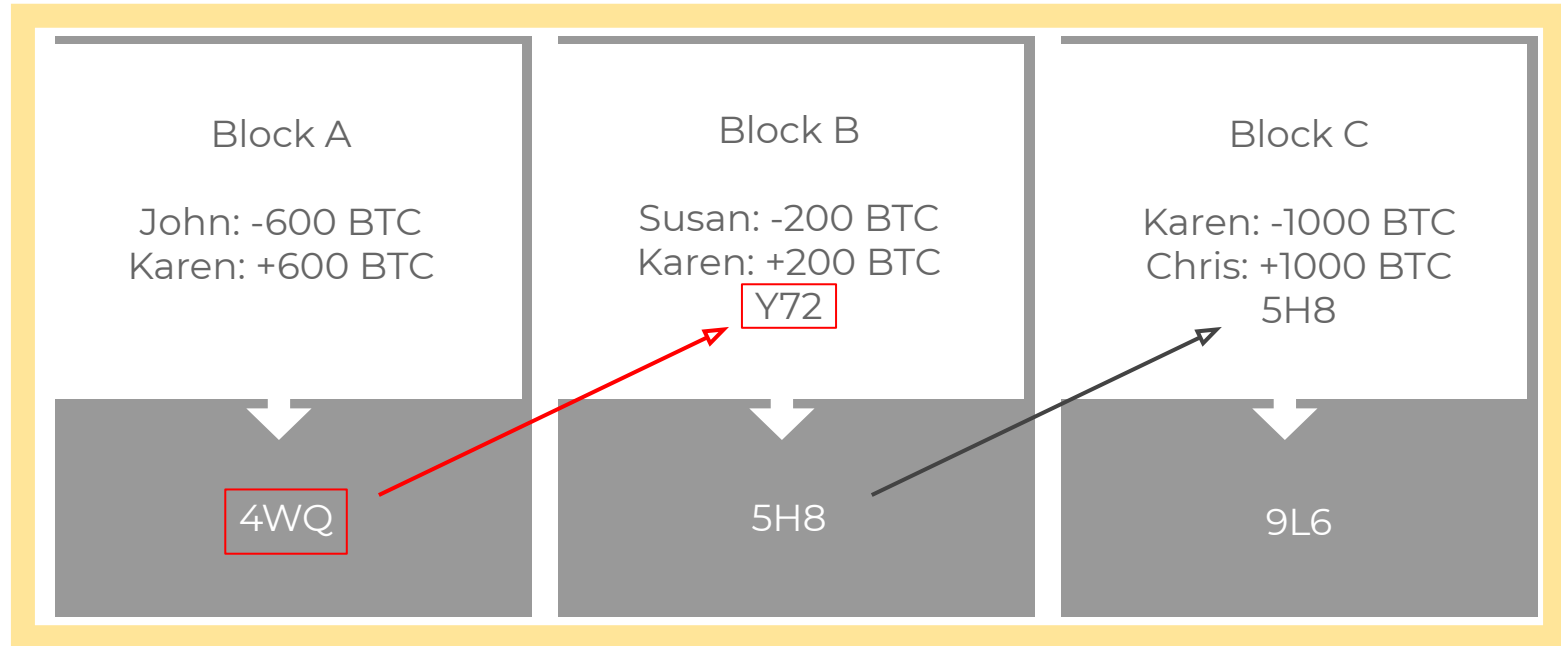 Block A
John: -600 BTC
Karen: +600 BTC
4WQ
Block B
Susan: -200 BTC
Karen: +200 BTC
Y72
5H8
Block C
Karen: -1000 BTC
Chris: +1000 BTC
5H8
9L6